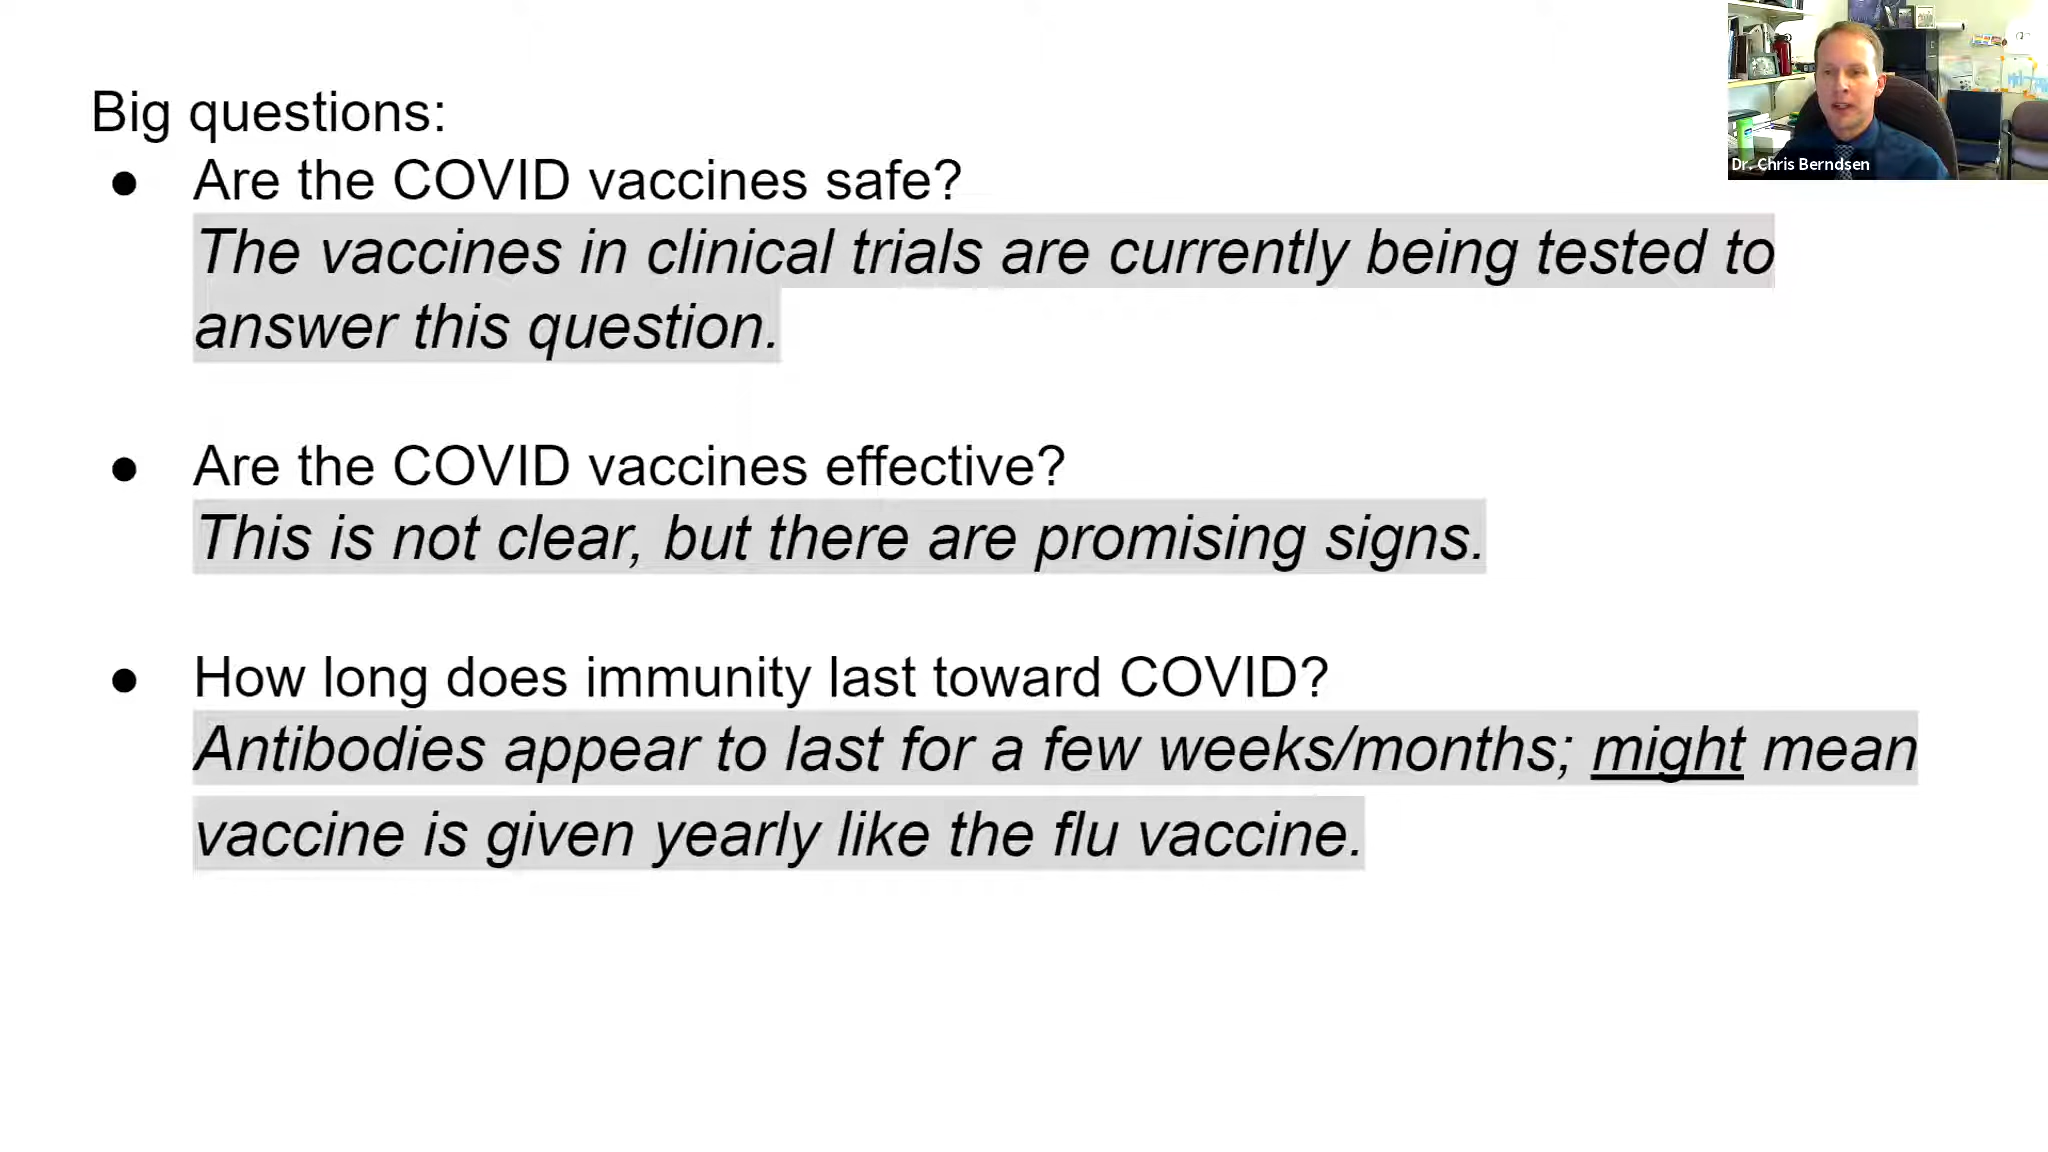 Big questions:
● Are the COVID vaccines safe?
The vaccines in clinical trials are currently being tested to
answer this question.
● Are the COVID vaccines effective?
This is not clear, but there are promising signs.
● How long does immunity last toward COVID?
Antibodies appear to last for a few weeks/months; might mean
vaccine is given yearly like the flu vaccine.
Dr. Chris Berndsen